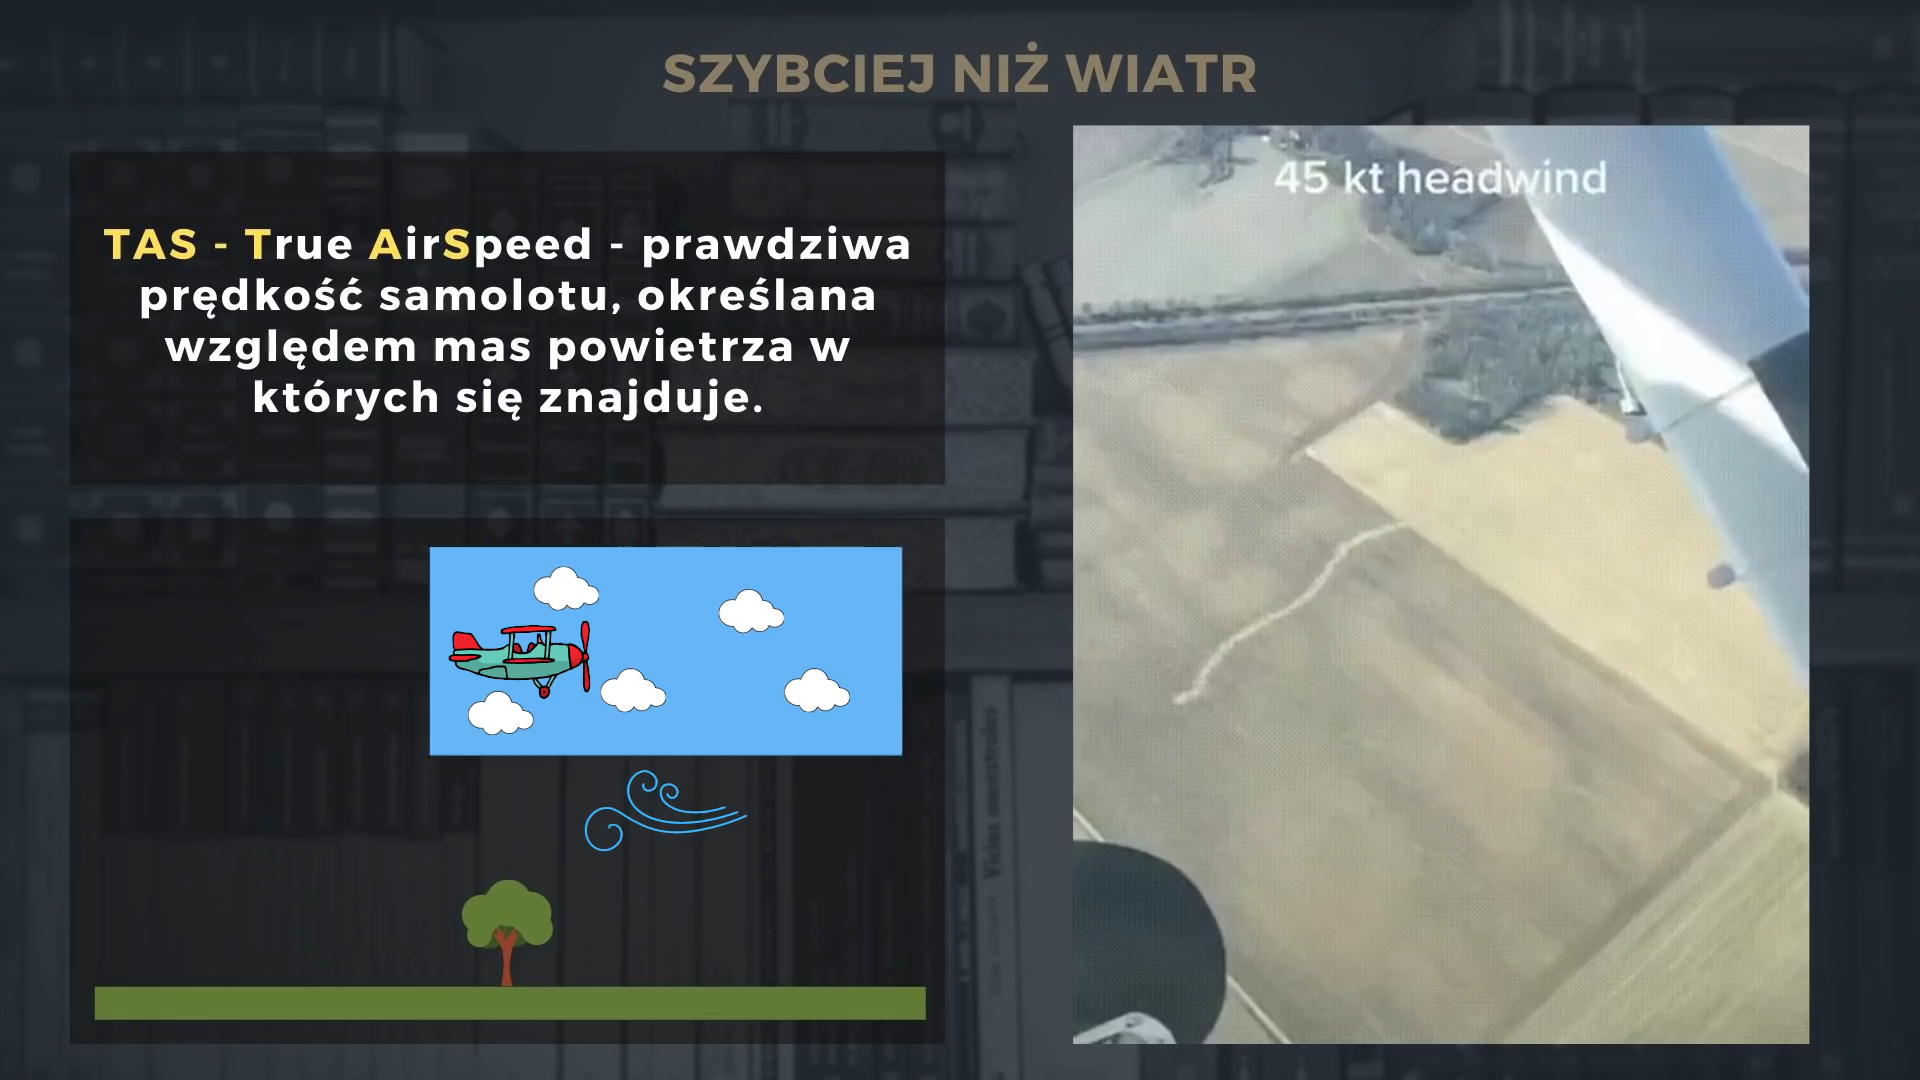 SZYBCIEJ NIŻ WIATR
TAS - True AirSpeed - prawdziwa
prędkość samolotu, określana
względem mas powietrza w
których się znajduje.
45 kt headwind